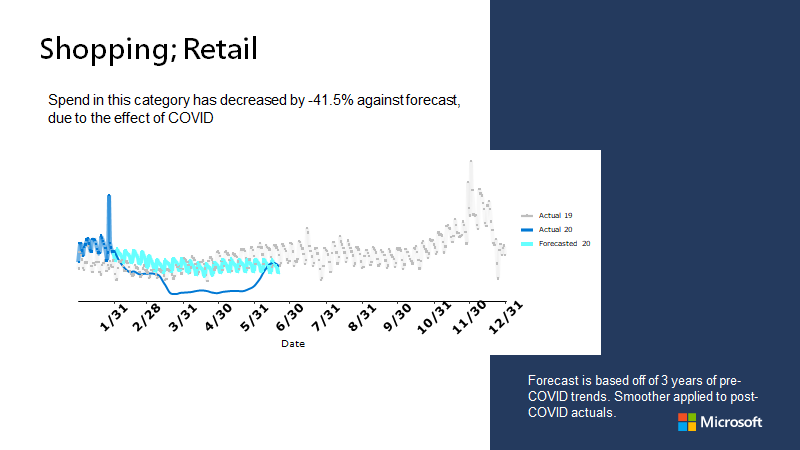 Shopping; Retail
Spend in this category has decreased by -41.5% against forecast,
due to the effect of COVID
Actual 19
Actual 20
Forecasted 20
1/31
2/28
3/31
4/30
5/31
6/30
7/31
8/31
9/30
10/31
11/30
12/31
Date
Forecast is based off of 3 years of pre-
COVID trends. Smoother applied to post-
COVID actuals.
Microsoft